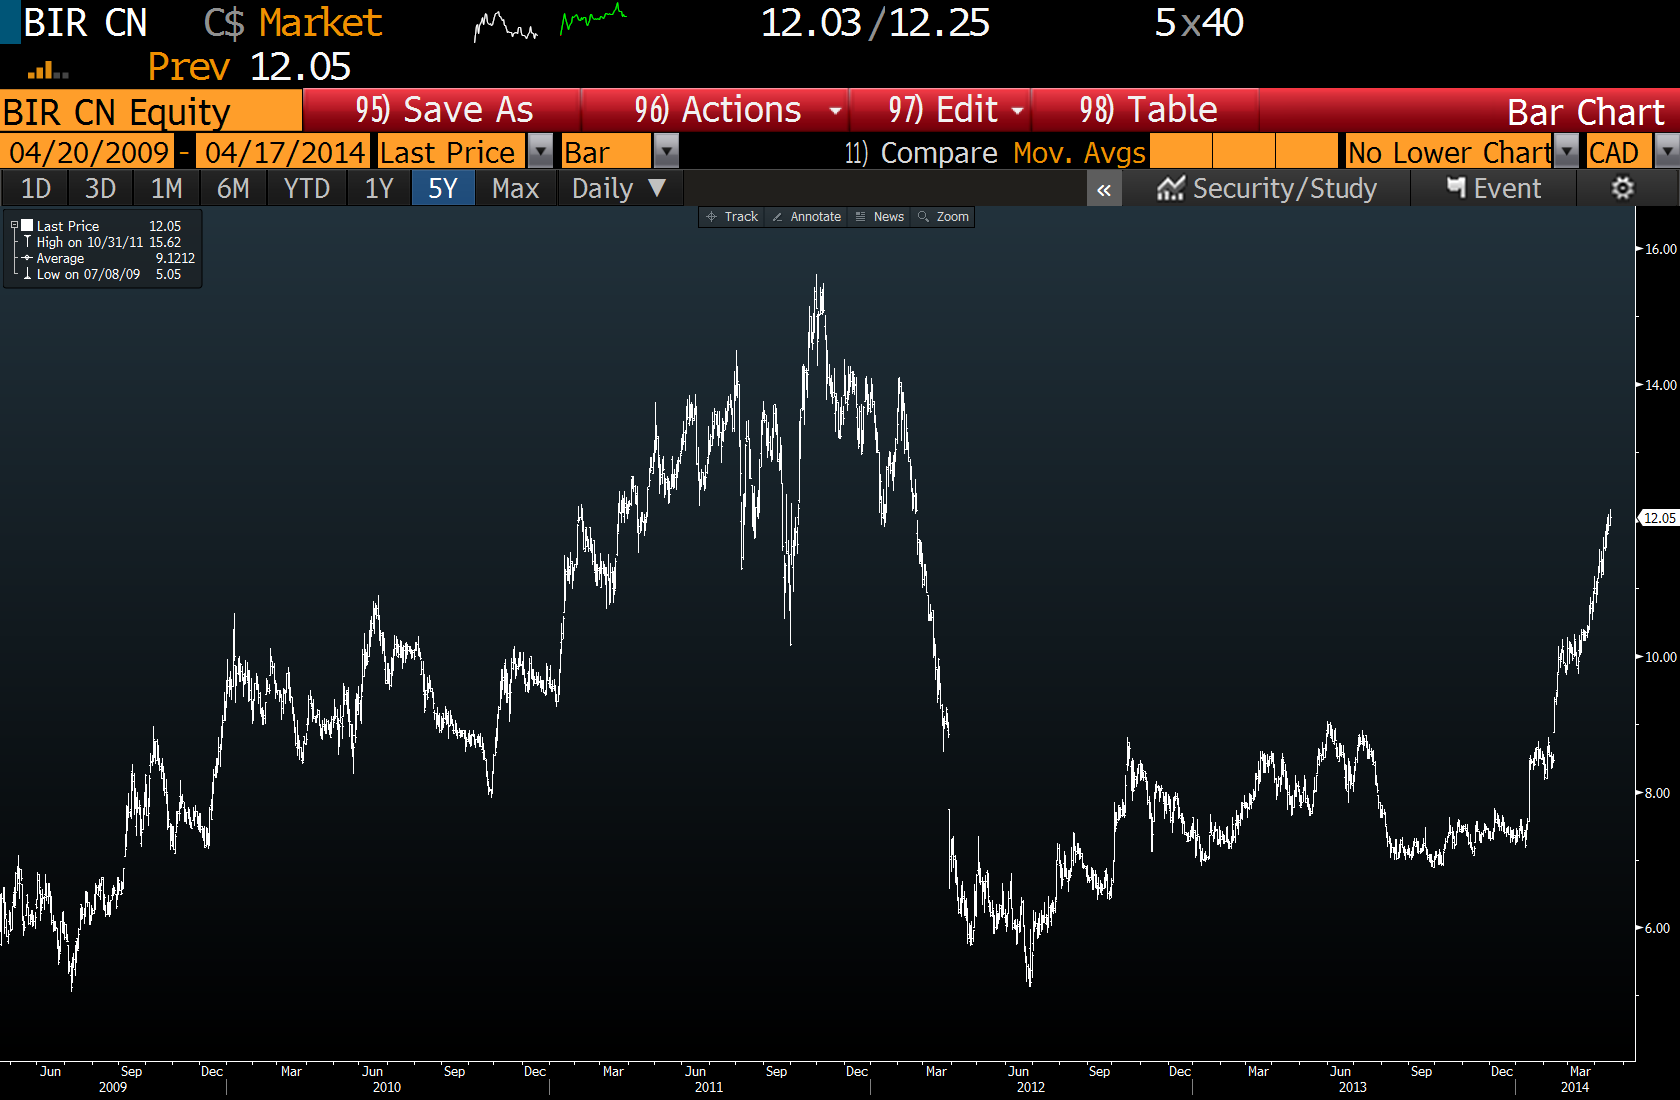 BIR CN C$ Market 12.03/12.25 5x40
Prev 12.05
BIR CN Equity 95) Save As 96) Actions 97) Edit 98) Table Bar Chart
04/20/2009 - 04/17/2014 Last Price Bar 11) Compare Mov. Avgs No Lower Chart CAD
1D 3D 1M 6M YTD 1Y 5Y Max Daily ▼ « Security/Study Event
Track Annotate News Zoom
Last Price 12.05
High on 10/31/11 15.62
Average 9.1212
Low on 07/08/09 5.05
16.00
14.00
12.05
10.00
8.00
6.00
Jun Sep Dec Mar Jun Sep Dec Mar Jun Sep Dec Mar Jun Sep Dec Mar Jun Sep Dec Mar
2009 2010 2011 2012 2013 2014